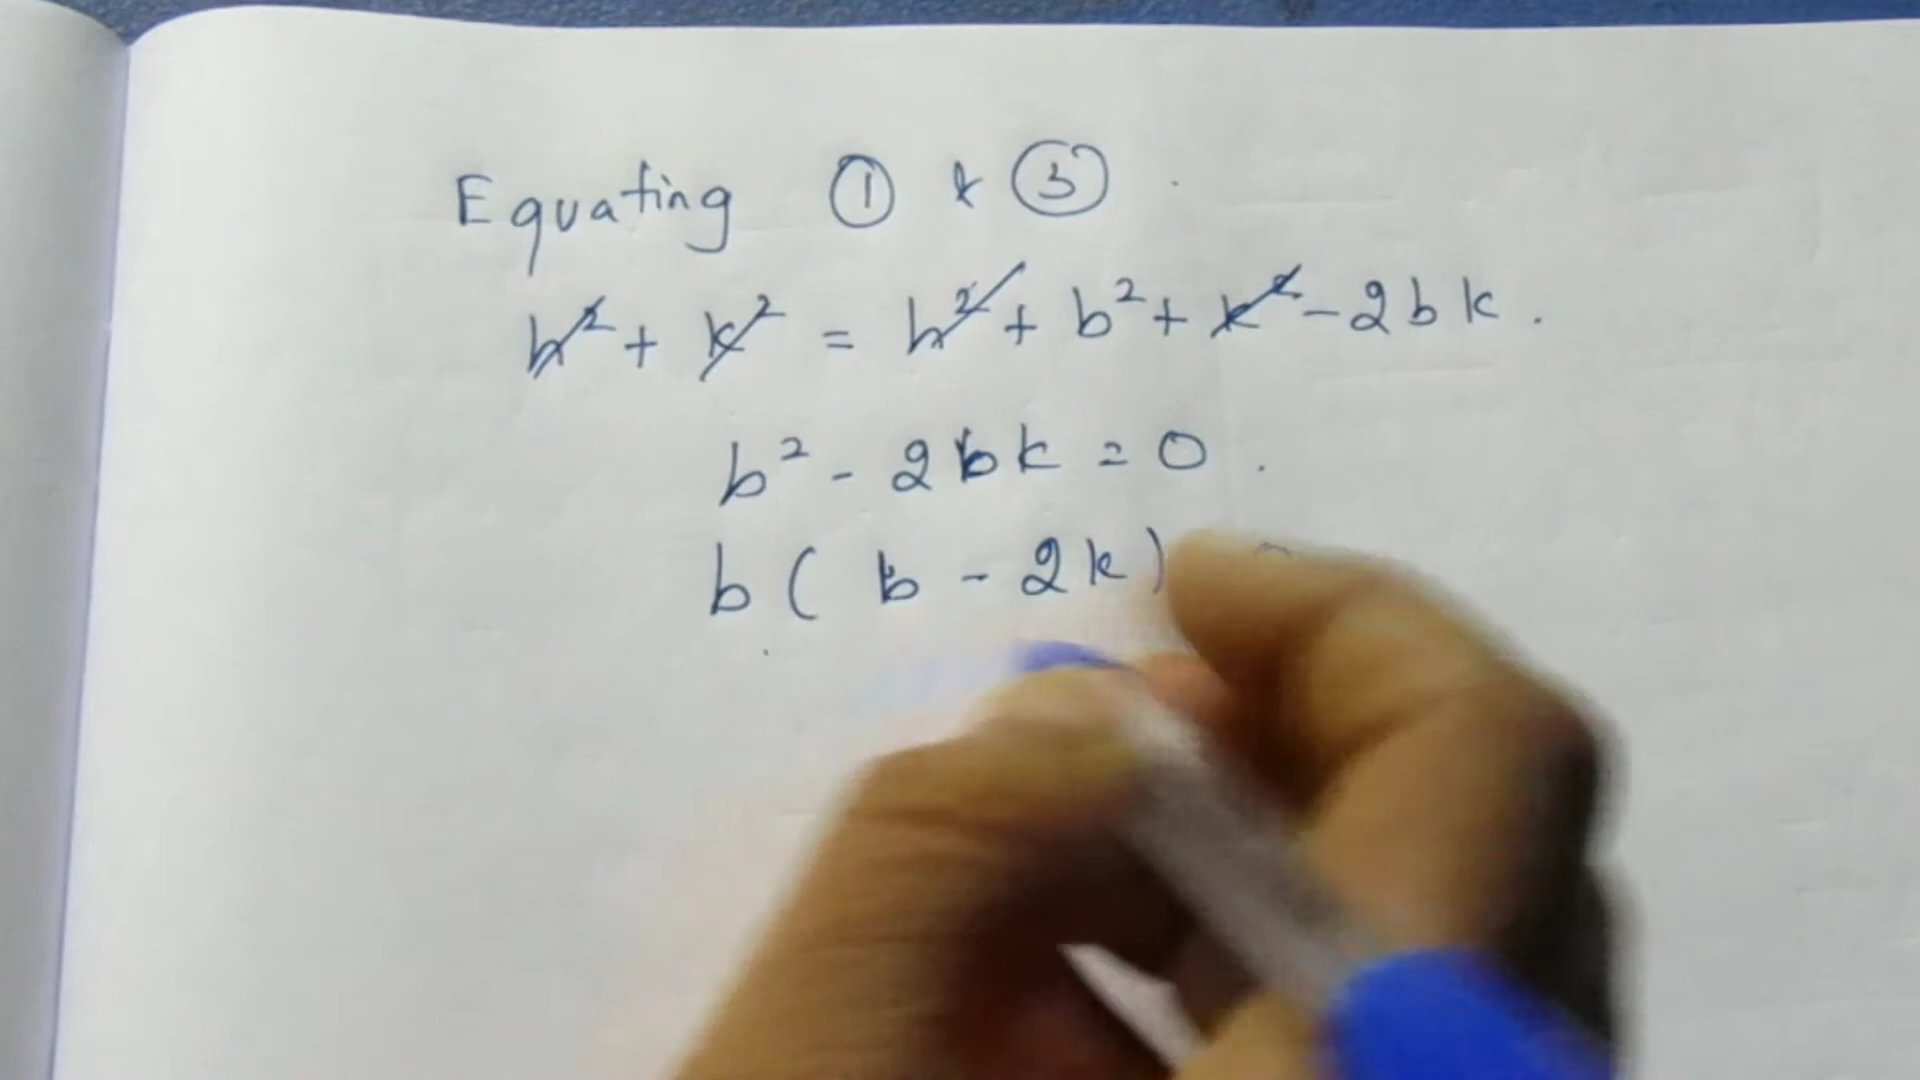 Equating ① & ③
h² + k² = h² + b² + k² - 2bk.
b² - 2bk = 0.
b ( b - 2k)